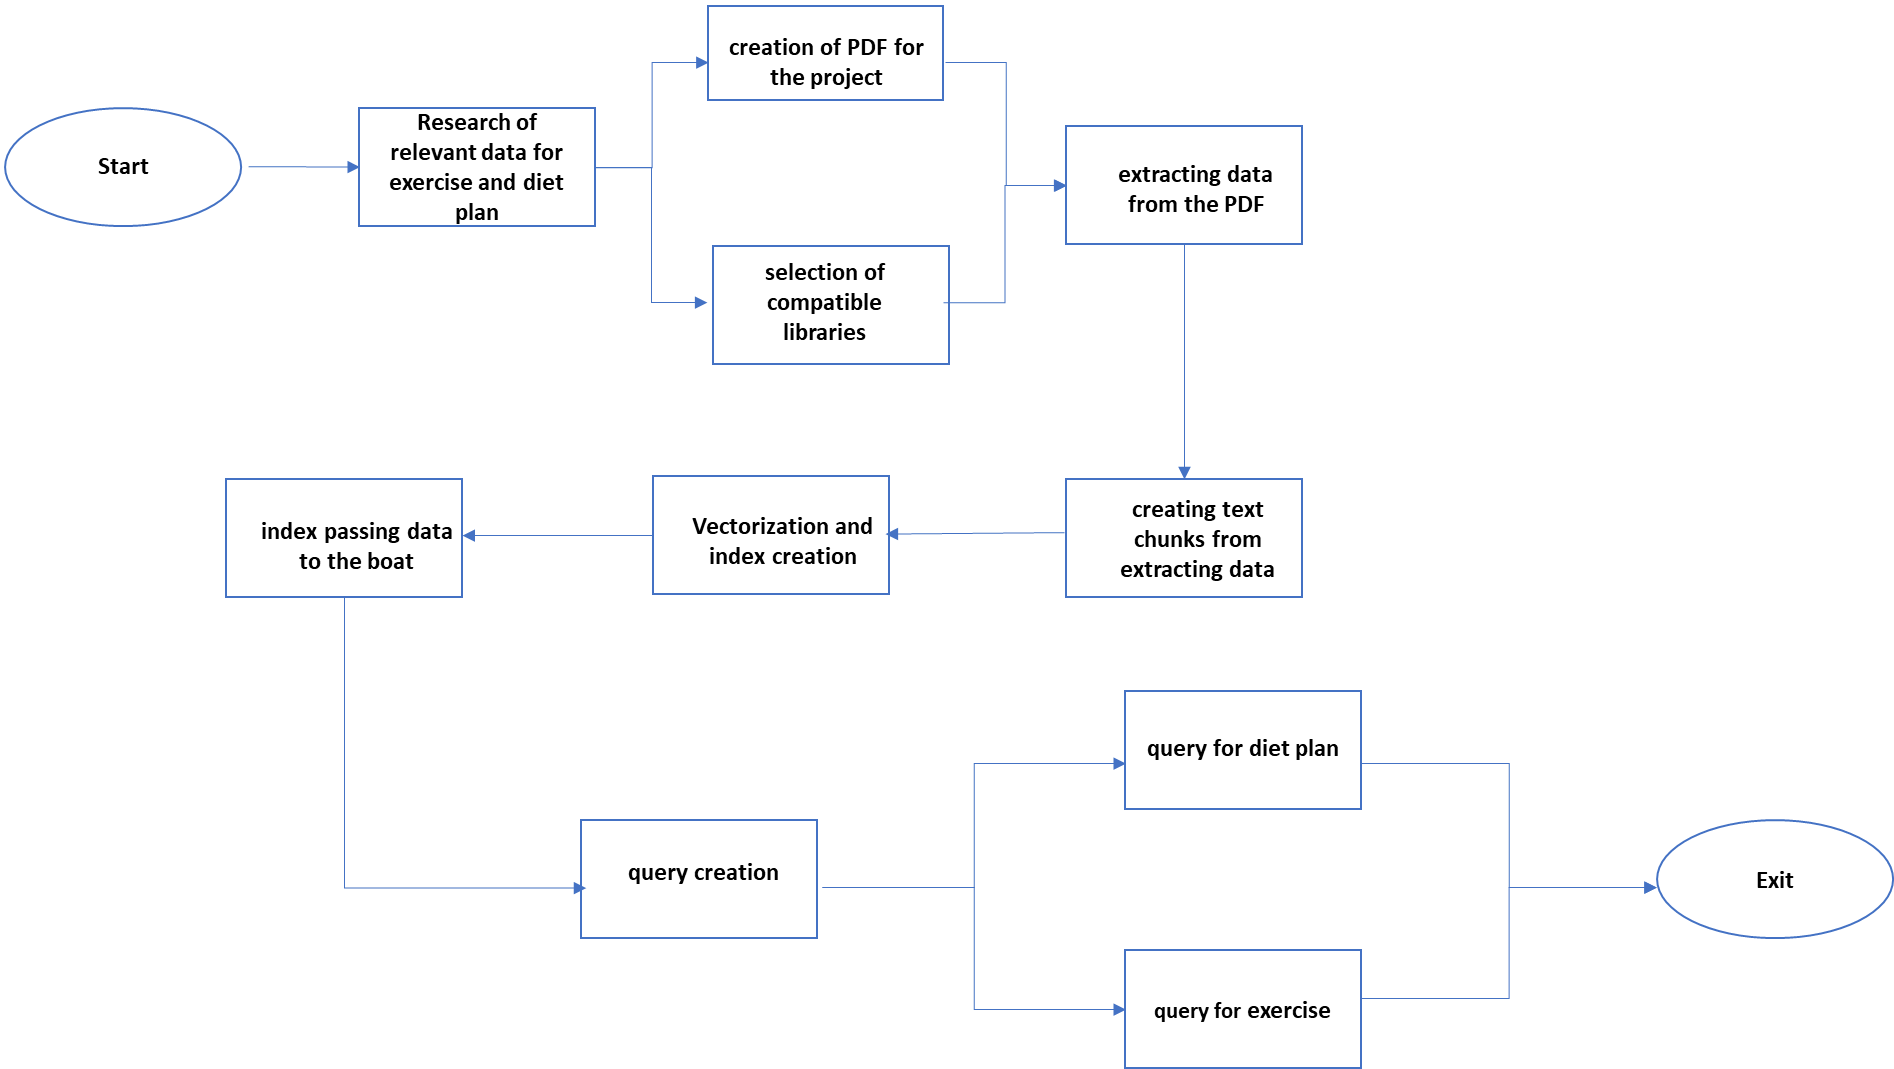 Start
Research of
relevant data for
exercise and diet
plan
creation of PDF for
the project
selection of
compatible
libraries
extracting data
from the PDF
creating text
chunks from
extracting data
Vectorization and
index creation
index passing data
to the boat
query creation
query for diet plan
query for exercise
Exit